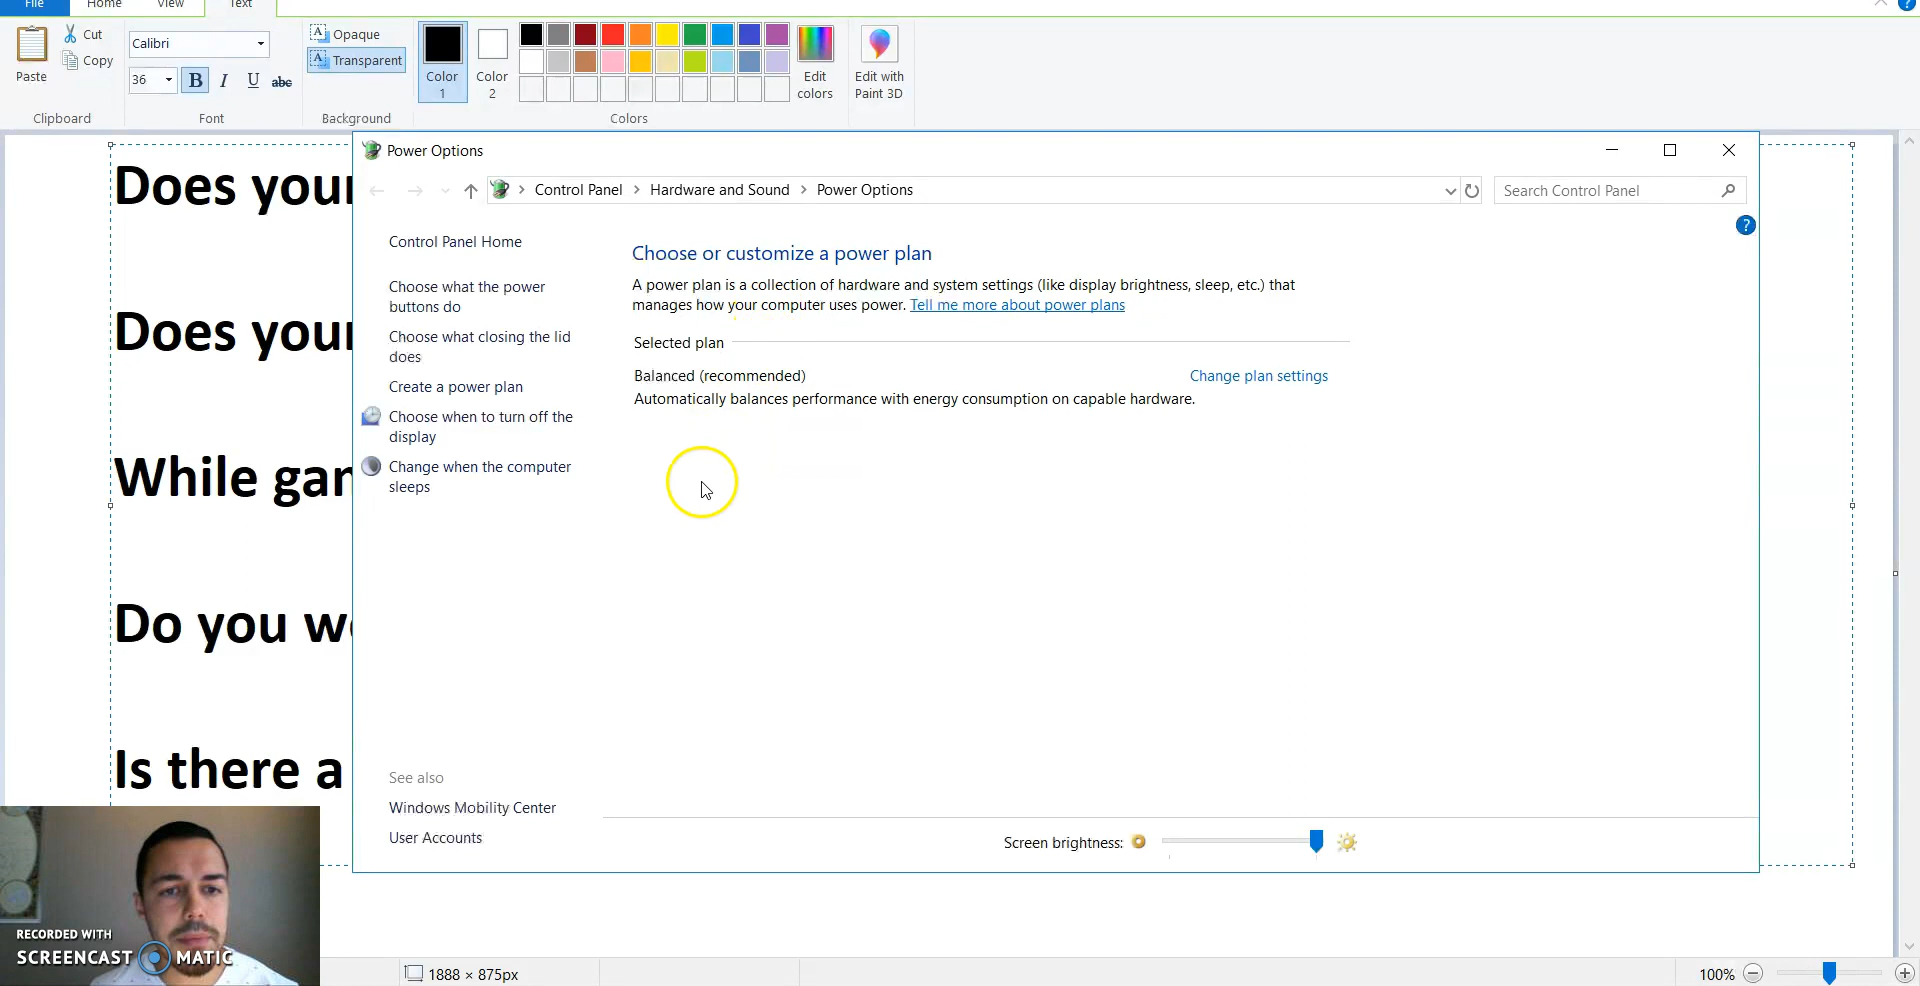 File Home View Text
Paste
Cut
Copy
Clipboard
Calibri
36 B I U abc
Font
Opaque
Transparent
Background
Color 1
Color 2
Edit colors
Colors
Edit with Paint 3D
Does your
Does your
While gam
Do you wo
Is there a
Power Options
Control Panel > Hardware and Sound > Power Options
Search Control Panel
?
Control Panel Home
Choose what the power
buttons do
Choose what closing the lid
does
Create a power plan
Choose when to turn off the
display
Change when the computer
sleeps
Choose or customize a power plan
A power plan is a collection of hardware and system settings (like display brightness, sleep, etc.) that
manages how your computer uses power. Tell me more about power plans
Selected plan
Balanced (recommended) Change plan settings
Automatically balances performance with energy consumption on capable hardware.
See also
Windows Mobility Center
User Accounts
Screen brightness:
RECORDED WITH
SCREENCAST MATIC
1888 × 875px
100%